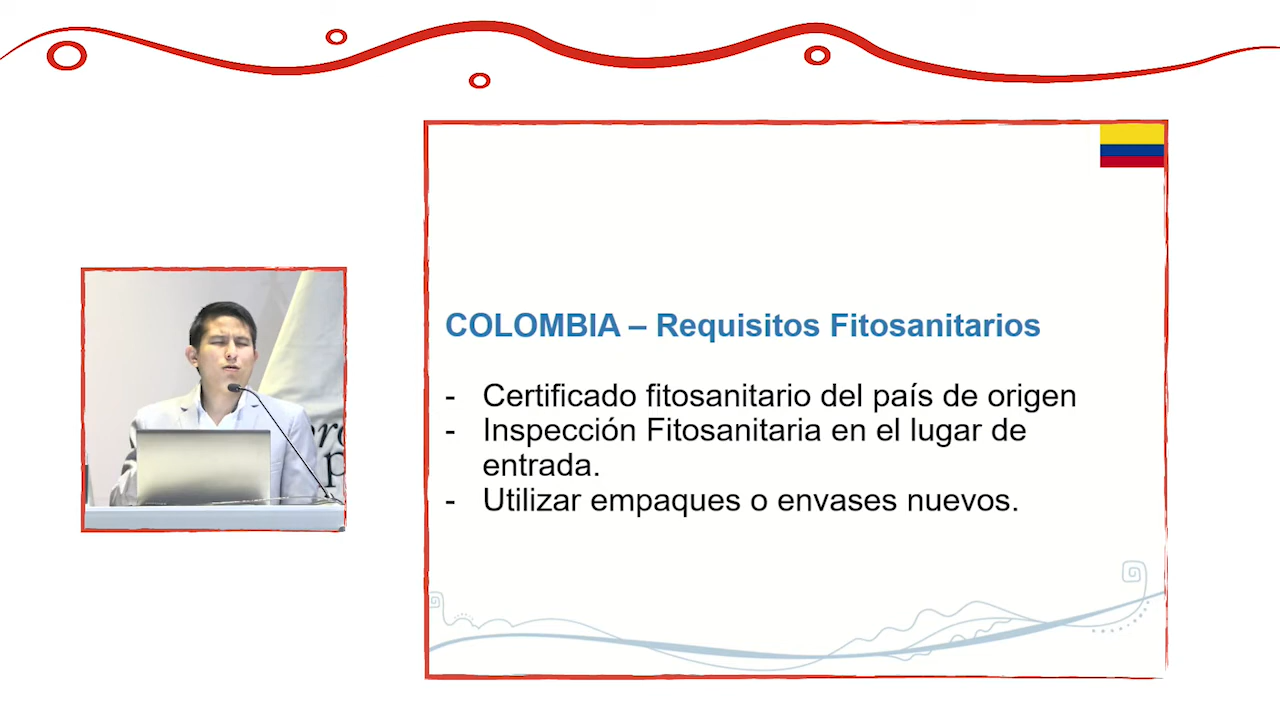 COLOMBIA – Requisitos Fitosanitarios
- Certificado fitosanitario del país de origen
- Inspección Fitosanitaria en el lugar de
entrada.
- Utilizar empaques o envases nuevos.